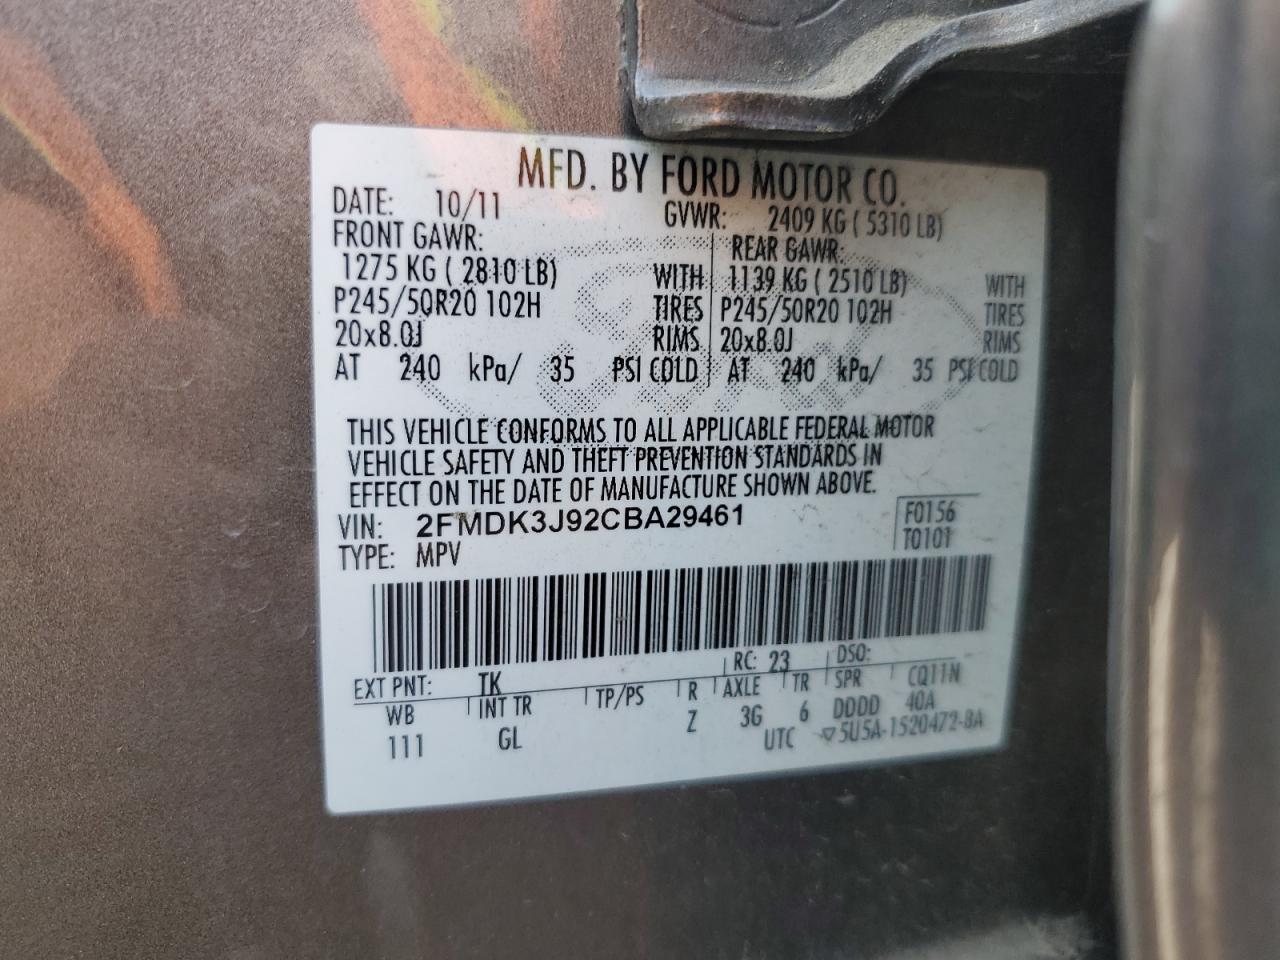 MFD. BY FORD MOTOR CO.
DATE: 10/11 GVWR: 2409 KG ( 5310 LB)
FRONT GAWR: REAR GAWR:
1275 KG ( 2810 LB) WITH 1139 KG ( 2510 LB) WITH
P245/50R20 102H TIRES P245/50R20 102H TIRES
20x8.0J RIMS 20x8.0J RIMS
AT 240 kPa/ 35 PSI COLD AT 240 kPa/ 35 PSI COLD
THIS VEHICLE CONFORMS TO ALL APPLICABLE FEDERAL MOTOR
VEHICLE SAFETY AND THEFT PREVENTION STANDARDS IN
EFFECT ON THE DATE OF MANUFACTURE SHOWN ABOVE.
VIN: 2FMDK3J92CBA29461 F0156
TYPE: MPV T0101
EXT PNT: TK RC: 23 DSO:
WB INT TR TP/PS R AXLE TR SPR CQ11N
111 GL Z 3G 6 DDDD 40A
UTC ▽5U5A-1520472-BA